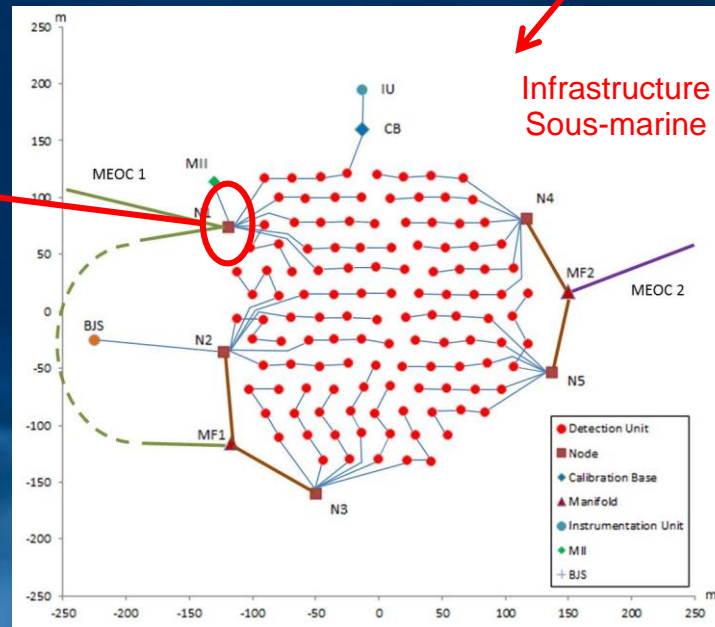 m
250
200
150
100
50
0
-50
-100
-150
-200
-250
-250
-200
-150
-100
-50
0
50
100
150
200
250
m
Infrastructure
Sous-marine
IU
CB
MEOC 1
MII
N1
N4
MF2
MEOC 2
BJS
N2
N5
MF1
N3
Detection Unit
Node
Calibration Base
Manifold
Instrumentation Unit
MII
BJS